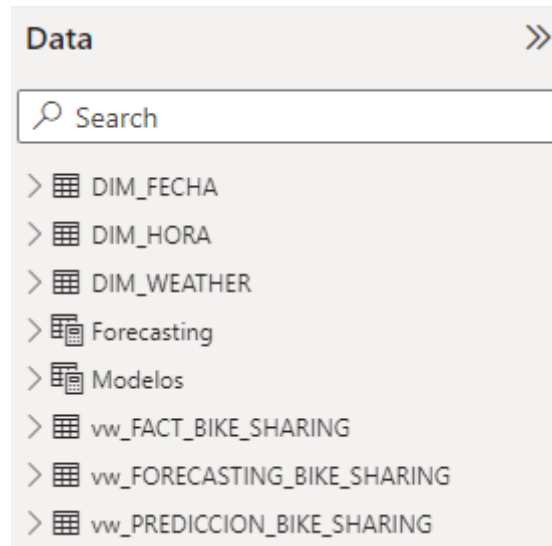 Data
Search
DIM_FECHA
DIM_HORA
DIM_WEATHER
Forecasting
Modelos
vw_FACT_BIKE_SHARING
vw_FORECASTING_BIKE_SHARING
vw_PREDICCION_BIKE_SHARING